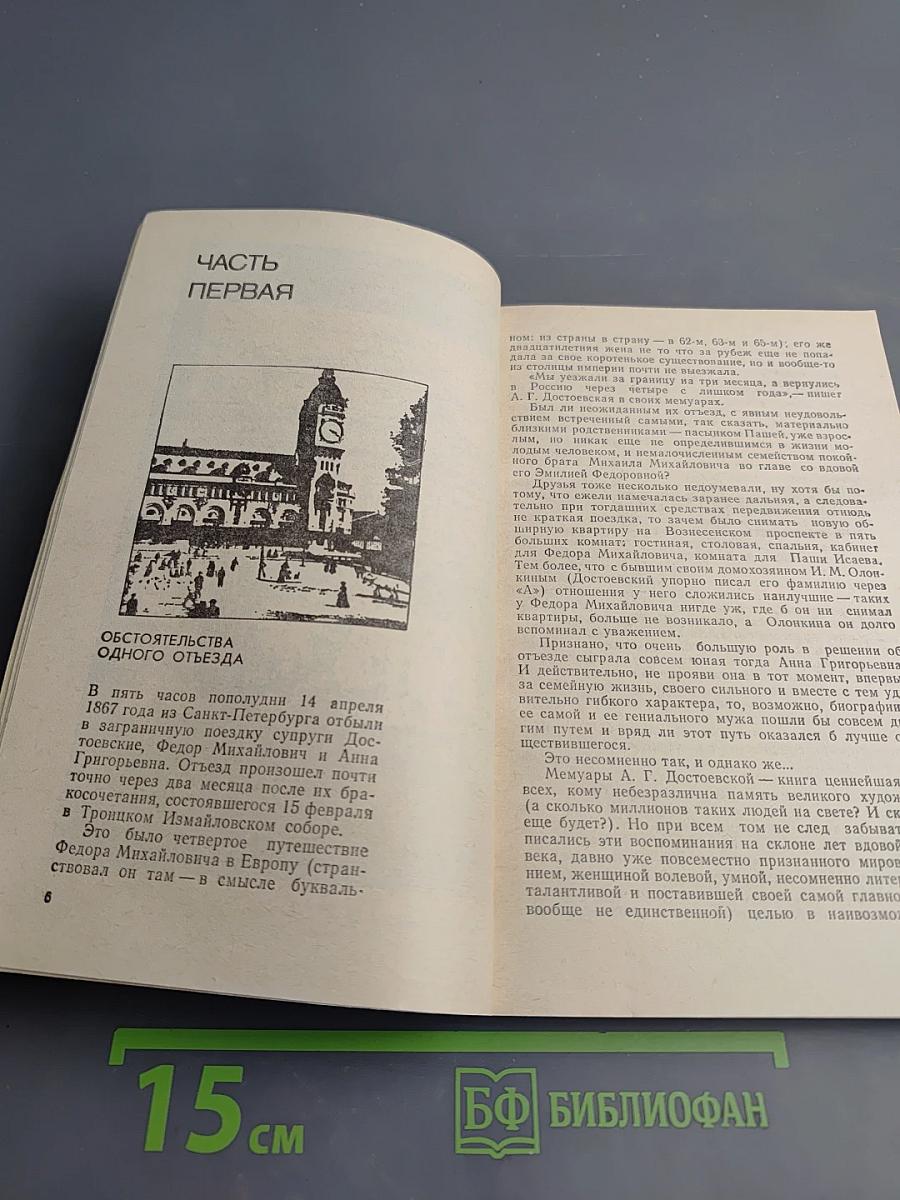 ЧАСТЬ
ПЕРВАЯ
ОБСТОЯТЕЛЬСТВА
ОДНОГО ОТЪЕЗДА
В пять часов пополудни 14 апреля
1867 года из Санкт-Петербурга отбыли
в заграничную поездку супруги Дос-
тоевские, Федор Михайлович и Анна
Григорьевна. Отъезд произошел почти
точно через два месяца после их бра-
косочетания, состоявшегося 15 февраля
в Троицком Измайловском соборе.
Это было четвертое путешествие
Федора Михайловича в Европу (стран-
ствовал он там — в смысле букваль-
6
ном: из страны в страну — в 62-м, 63-м и 65-м); его же
двадцатилетняя жена не то что за рубеж еще не попа-
дала за свое коротенькое существование, но и вообще-то
из столицы империи почти не выезжала.
«Мы уезжали за границу на три месяца, а вернулись
в Россию через четыре с лишком года»,— пишет
А. Г. Достоевская в своих мемуарах.
Был ли неожиданным их отъезд, с явным неудоволь-
ствием встреченный самыми, так сказать, материально
близкими родственниками — пасынком Пашей, уже взрос-
лым, но никак еще не определившимся в жизни мо-
лодым человеком, и немалочисленным семейством покой-
ного брата Михаила Михайловича во главе со вдовой
его Эмилией Федоровной?
Друзья тоже несколько недоумевали, ну хотя бы по-
тому, что ежели намечалась заранее дальняя, а следова-
тельно при тогдашних средствах передвижения отнюдь
не краткая поездка, то зачем было снимать новую об-
ширную квартиру на Вознесенском проспекте в пять
больших комнат: гостиная, столовая, спальня, кабинет
для Федора Михайловича, комната для Паши Исаева.
Тем более, что с бывшим своим домохозяином И. М. Олон-
киным (Достоевский упорно писал его фамилию через
«А») отношения у него сложились наилучшие — таких
у Федора Михайловича нигде уж, где б он ни снимал
квартиры, больше не возникало, а Олонкина он долго
вспоминал с уважением.
Признано, что очень большую роль в решении об
отъезде сыграла совсем юная тогда Анна Григорьевна
И действительно, не прояви она в тот момент, впервы
за семейную жизнь, своего сильного и вместе с тем уд
вительно гибкого характера, то, возможно, биографии
ее самой и ее гениального мужа пошли бы совсем д
гим путем и вряд ли этот путь оказался б лучше о
ществившегося.
Это несомненно так, и однако же...
Мемуары А. Г. Достоевской — книга ценнейшая
всех, кому небезразлична память великого худож
(а сколько миллионов таких людей на свете? И ск
еще будет?). Но при всем том не след забыват
писались эти воспоминания на склоне лет вдовой
века, давно уже повсеместно признанного миров
нием, женщиной волевой, умной, несомненно литер
талантливой и поставившей своей самой главно
вообще не единственной) целью в наивозмо
15 см
БФ БИБЛИОФАН